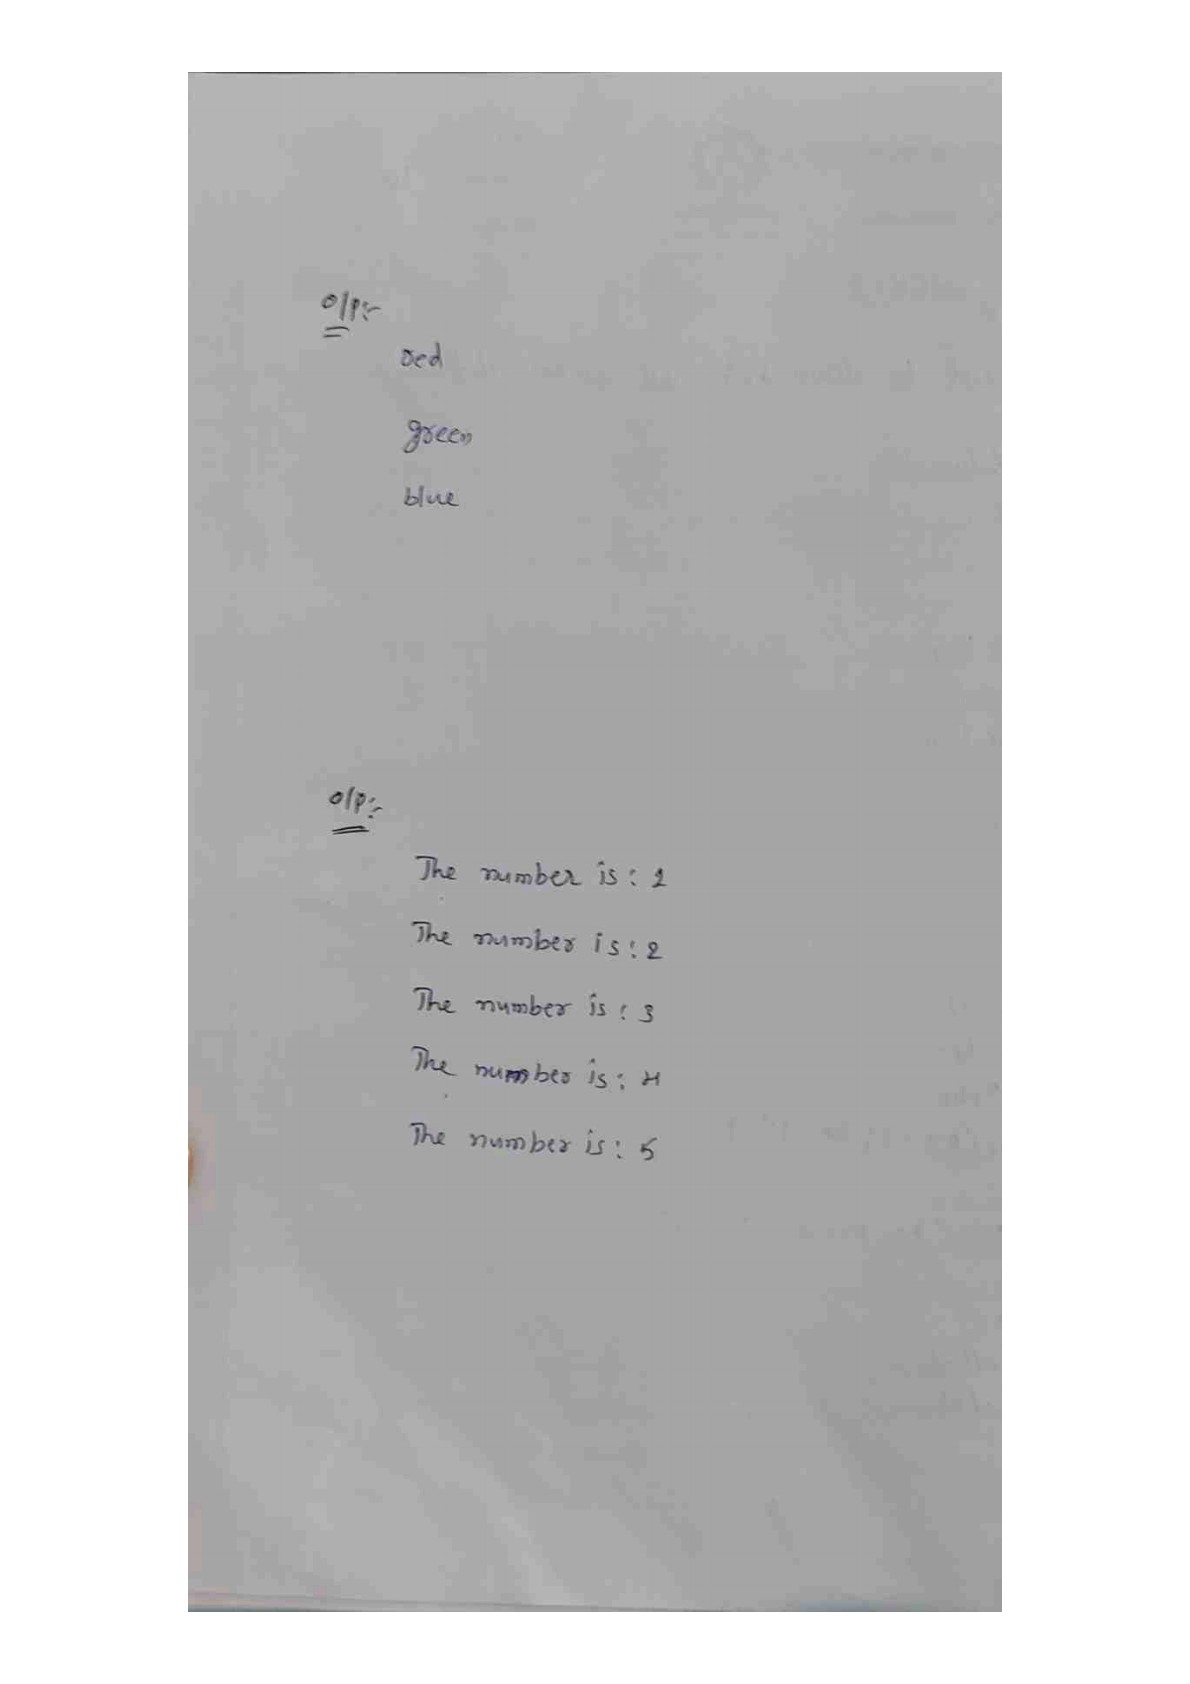 O/P:-
red
green
blue
O/P:-
The number is: 1
The number is: 2
The number is: 3
The number is: 4
The number is: 5